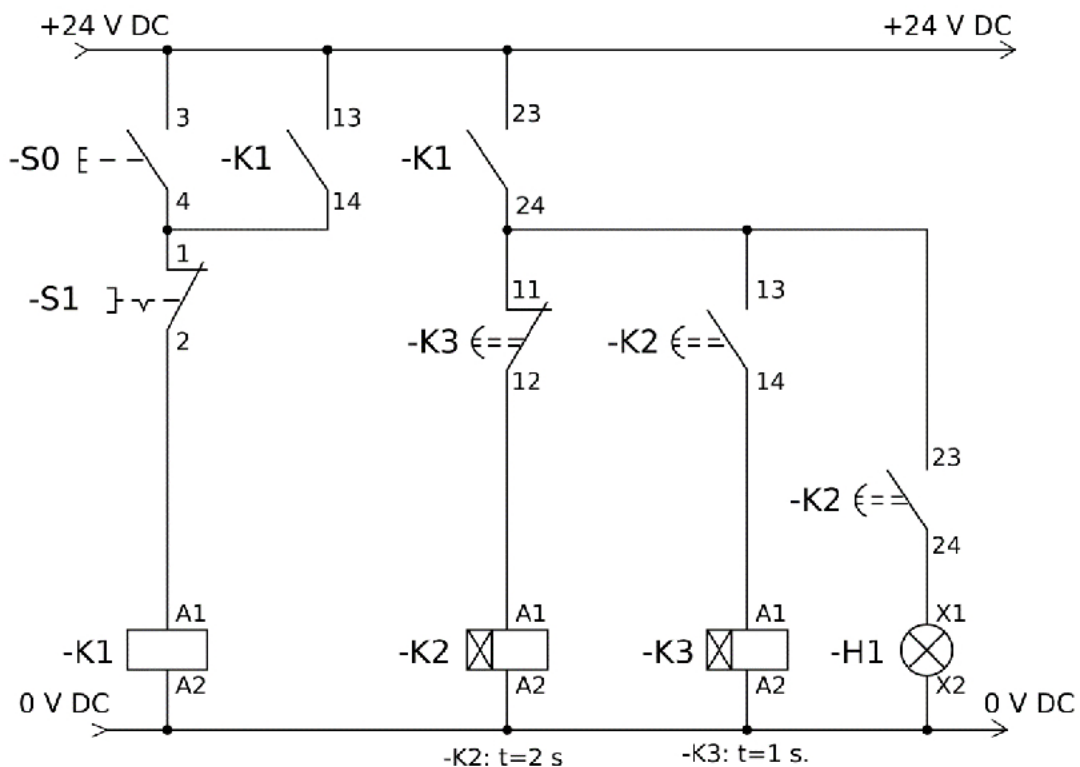 +24 V DC
+24 V DC
3
13
23
-S0
-K1
-K1
4
14
24
1
-S1
2
11
13
-K3
-K2
12
14
23
-K2
24
A1
A1
A1
X1
-K1
-K2
-K3
-H1
A2
A2
A2
X2
0 V DC
0 V DC
-K2: t=2 s
-K3: t=1 s.